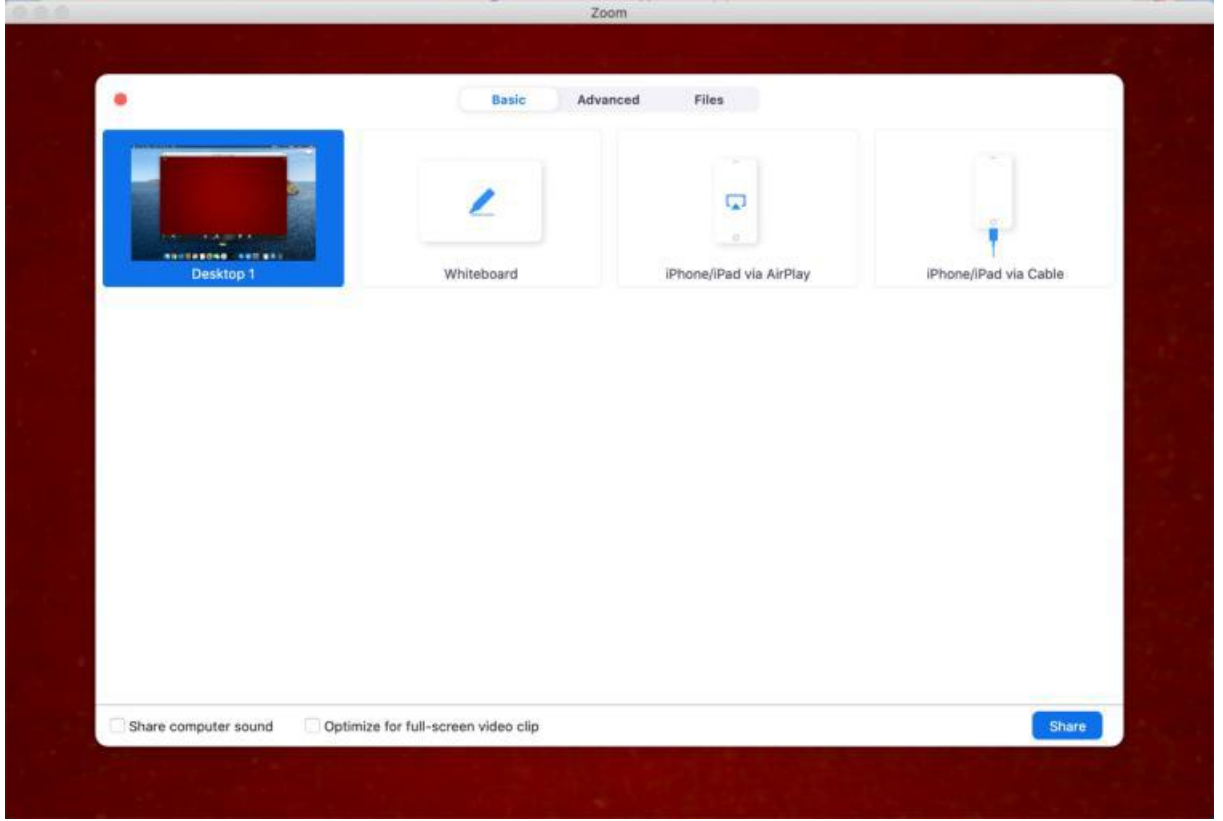 Zoom
Basic Advanced Files
Desktop 1 Whiteboard iPhone/iPad via AirPlay iPhone/iPad via Cable
Share computer sound Optimize for full-screen video clip Share